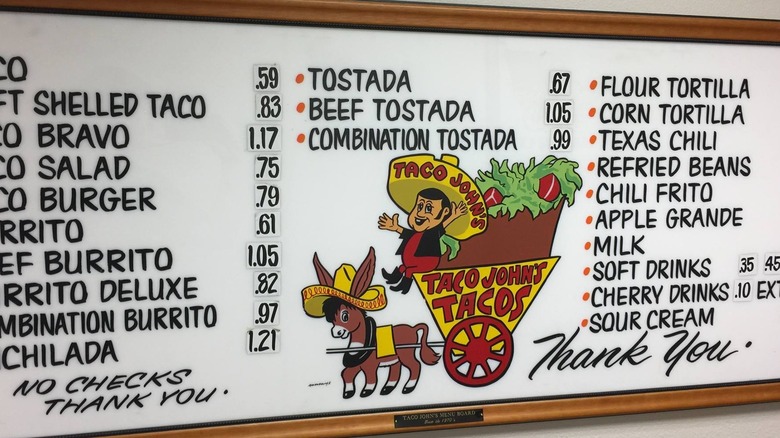 CO .59
FT SHELLED TACO .83
CO BRAVO 1.17
CO SALAD .75
CO BURGER .79
RRITO .61
EF BURRITO 1.05
RRITO DELUXE .82
MBINATION BURRITO .97
CHILADA 1.21
NO CHECKS
THANK YOU.
• TOSTADA .67
• BEEF TOSTADA 1.05
• COMBINATION TOSTADA .99
TACO JOHN'S
TACO JOHN'S
TACOS
• FLOUR TORTILLA
• CORN TORTILLA
• TEXAS CHILI
• REFRIED BEANS
• CHILI FRITO
• APPLE GRANDE
• MILK
• SOFT DRINKS .35 .45
• CHERRY DRINKS .10 EXT
• SOUR CREAM
Thank You.
TACO JOHN'S MENU BOARD